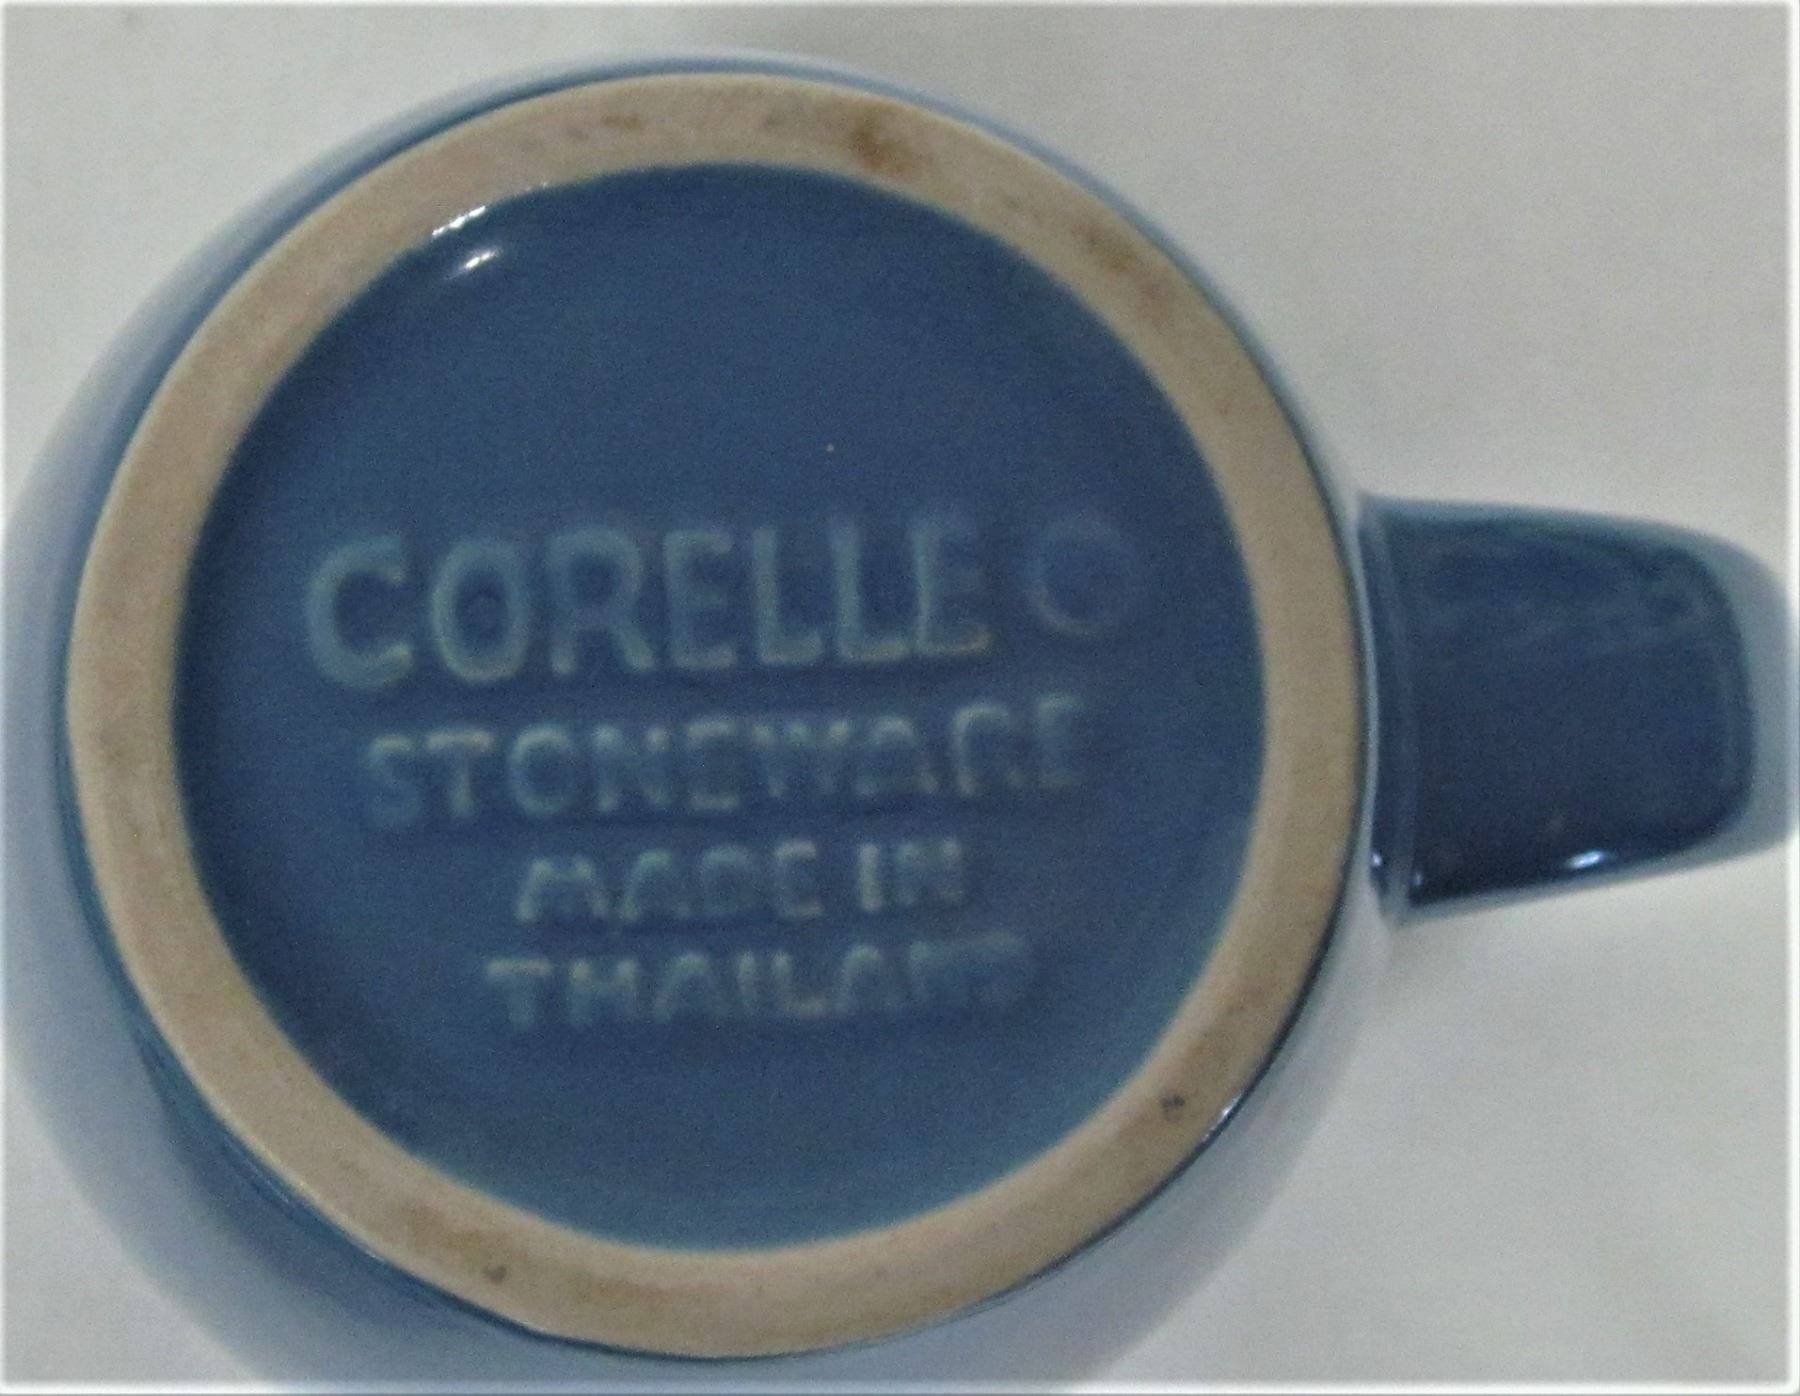 CORELLE ®
STONEWARE
MADE IN
THAILAND